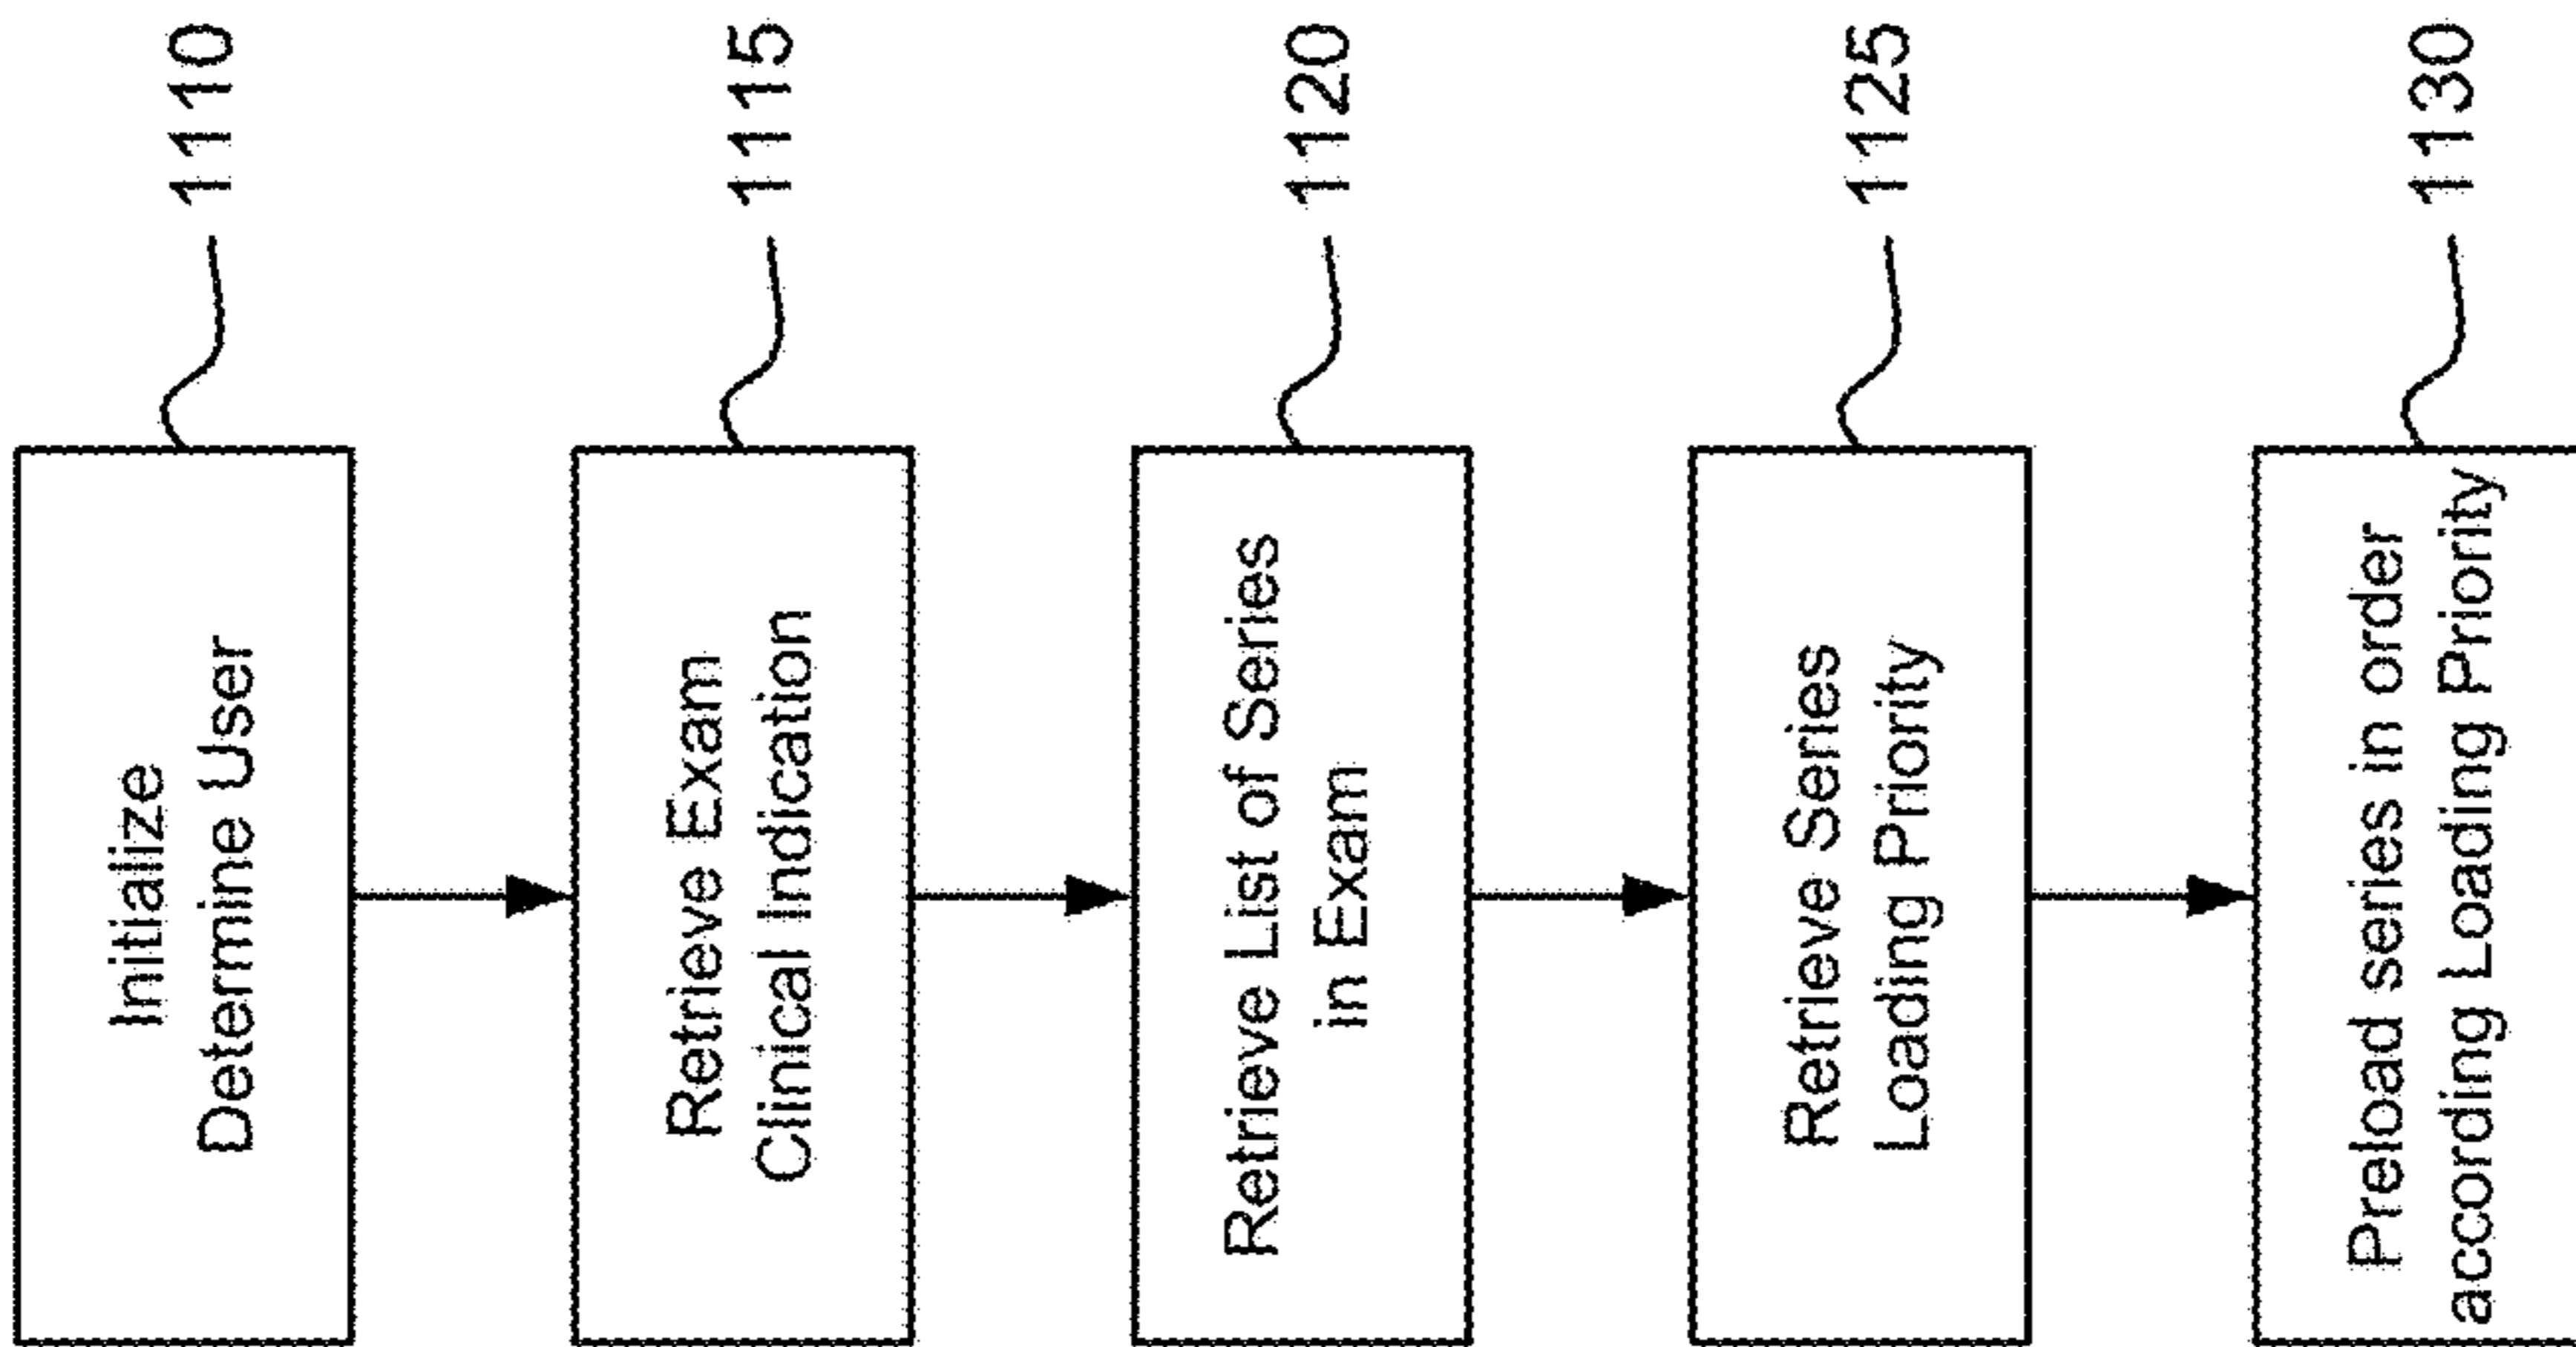 Initialize
Determine User
1110
Retrieve Exam
Clinical Indication
1115
Retrieve List of Series
in Exam
1120
Retrieve Series
Loading Priority
1125
Preload series in order
according Loading Priority
1130